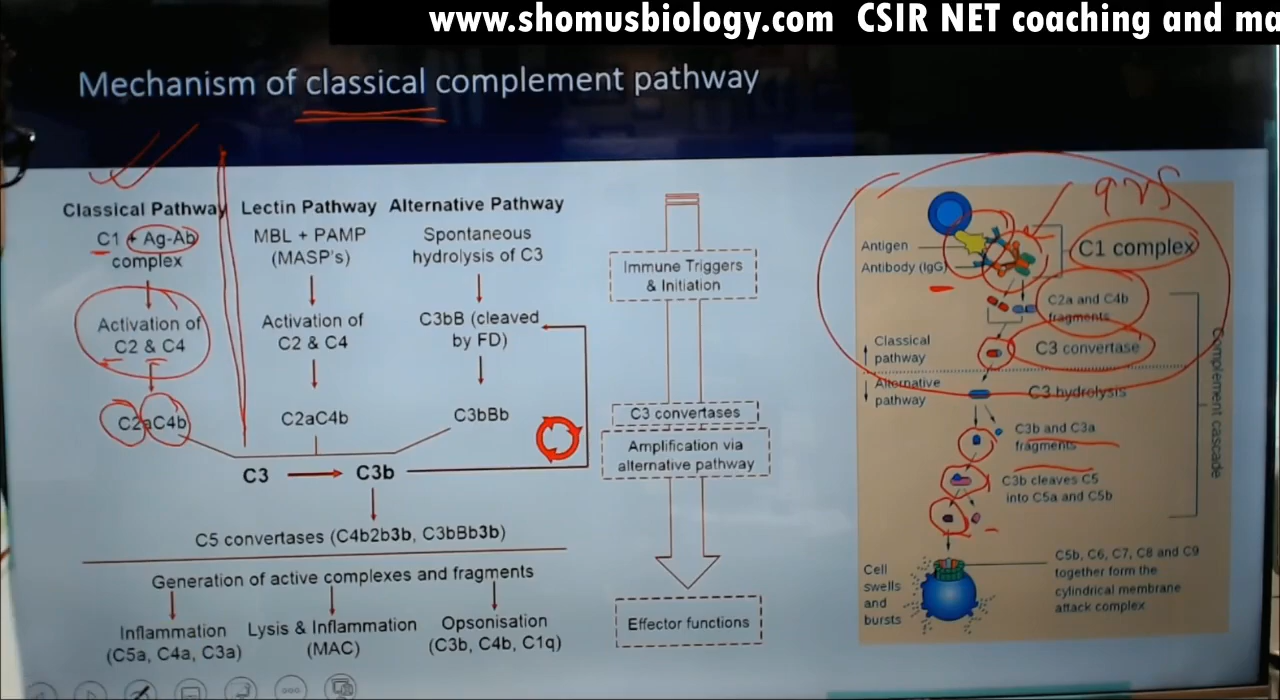 www.shomusbiology.com CSIR NET coaching and ma
Mechanism of classical complement pathway
Classical Pathway
C1 + Ag-Ab
complex
Activation of
C2 & C4
C2aC4b
Lectin Pathway
MBL + PAMP
(MASP's)
Activation of
C2 & C4
C2aC4b
Alternative Pathway
Spontaneous
hydrolysis of C3
C3bB (cleaved
by FD)
C3bBb
C3
C3b
C5 convertases (C4b2b3b, C3bBb3b)
Generation of active complexes and fragments
Inflammation
(C5a, C4a, C3a)
Lysis & Inflammation
(MAC)
Opsonisation
(C3b, C4b, C1q)
Immune Triggers
& Initiation
C3 convertases
Amplification via
alternative pathway
Effector functions
qrs
Antigen
Antibody (IgG)
C1 complex
C2a and C4b
fragments
C3 convertase
Classical
pathway
Alternative
pathway
C3 hydrolysis
C3b and C3a
fragments
C3b cleaves C5
into C5a and C5b
Complement cascade
Cell
swells
and
bursts
C5b, C6, C7, C8 and C9
together form the
cylindrical membrane
attack complex